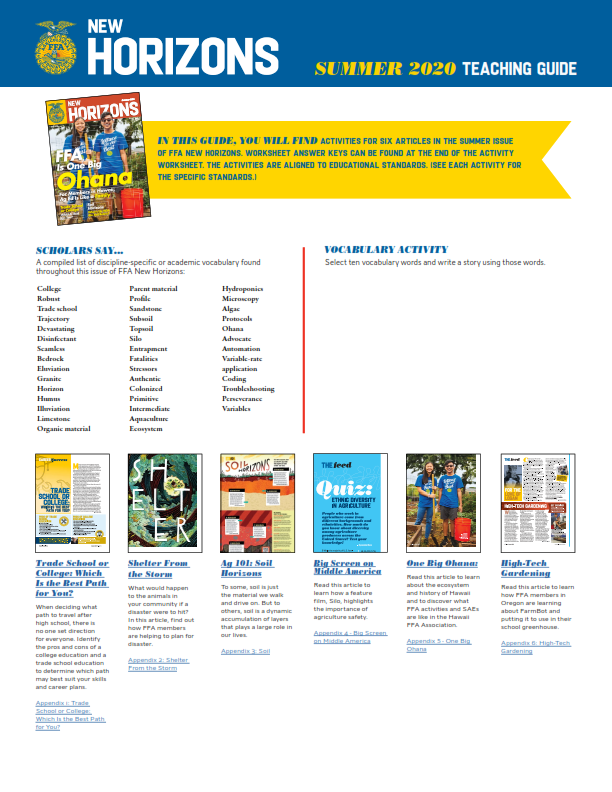 NEW
HORIZONS
SUMMER 2020 TEACHING GUIDE
NEW
HORIZONS
FFA
Is One Big
Ohana
For Members in Hawaii,
Ag Ed Is Like a Family
IN THIS GUIDE, YOU WILL FIND ACTIVITIES FOR SIX ARTICLES IN THE SUMMER ISSUE
OF FFA NEW HORIZONS. WORKSHEET ANSWER KEYS CAN BE FOUND AT THE END OF THE ACTIVITY
WORKSHEET. THE ACTIVITIES ARE ALIGNED TO EDUCATIONAL STANDARDS. (SEE EACH ACTIVITY FOR
THE SPECIFIC STANDARDS.)
SCHOLARS SAY...
A compiled list of discipline-specific or academic vocabulary found
throughout this issue of FFA New Horizons:
College
Robust
Trade school
Trajectory
Devastating
Disinfectant
Seamless
Bedrock
Eluviation
Granite
Horizon
Humus
Illuviation
Limestone
Organic material
Parent material
Profile
Sandstone
Subsoil
Topsoil
Silo
Entrapment
Fatalities
Stressors
Authentic
Colonized
Primitive
Intermediate
Aquaculture
Ecosystem
Hydroponics
Microscopy
Algae
Protocols
Ohana
Advocate
Automation
Variable-rate
application
Coding
Troubleshooting
Perseverance
Variables
VOCABULARY ACTIVITY
Select ten vocabulary words and write a story using those words.
TRADE
SCHOOL OR
COLLEGE:
WHICH IS THE BEST
PATH FOR YOU?
SOIL HORIZONS
THE feed
Quiz:
ETHNIC DIVERSITY
IN AGRICULTURE
THE feed
HIGH-TECH GARDENING
Trade School or
College: Which
Is the Best Path
for You?
When deciding what
path to travel after
high school, there is
no one set direction
for everyone. Identify
the pros and cons of a
college education and a
trade school education
to determine which path
may best suit your skills
and career plans.
Appendix 1: Trade
School or College:
Which Is the Best Path
for You?
Shelter From
the Storm
What would happen
to the animals in
your community if a
disaster were to hit?
In this article, find out
how FFA members
are helping to plan for
disaster.
Appendix 2: Shelter
From the Storm
Ag 101: Soil
Horizons
To some, soil is just
the material we walk
and drive on. But to
others, soil is a dynamic
accumulation of layers
that plays a large role in
our lives.
Appendix 3: Soil
Big Screen on
Middle America
Read this article to
learn how a feature
film, Silo, highlights
the importance of
agriculture safety.
Appendix 4 - Big Screen
on Middle America
One Big Ohana:
Read this article to learn
about the ecosystem
and history of Hawaii
and to discover what
FFA activities and SAEs
are like in the Hawaii
FFA Association.
Appendix 5 - One Big
Ohana
High-Tech
Gardening
Read this article to learn
how FFA members in
Oregon are learning
about FarmBot and
putting it to use in their
school greenhouse.
Appendix 6: High-Tech
Gardening